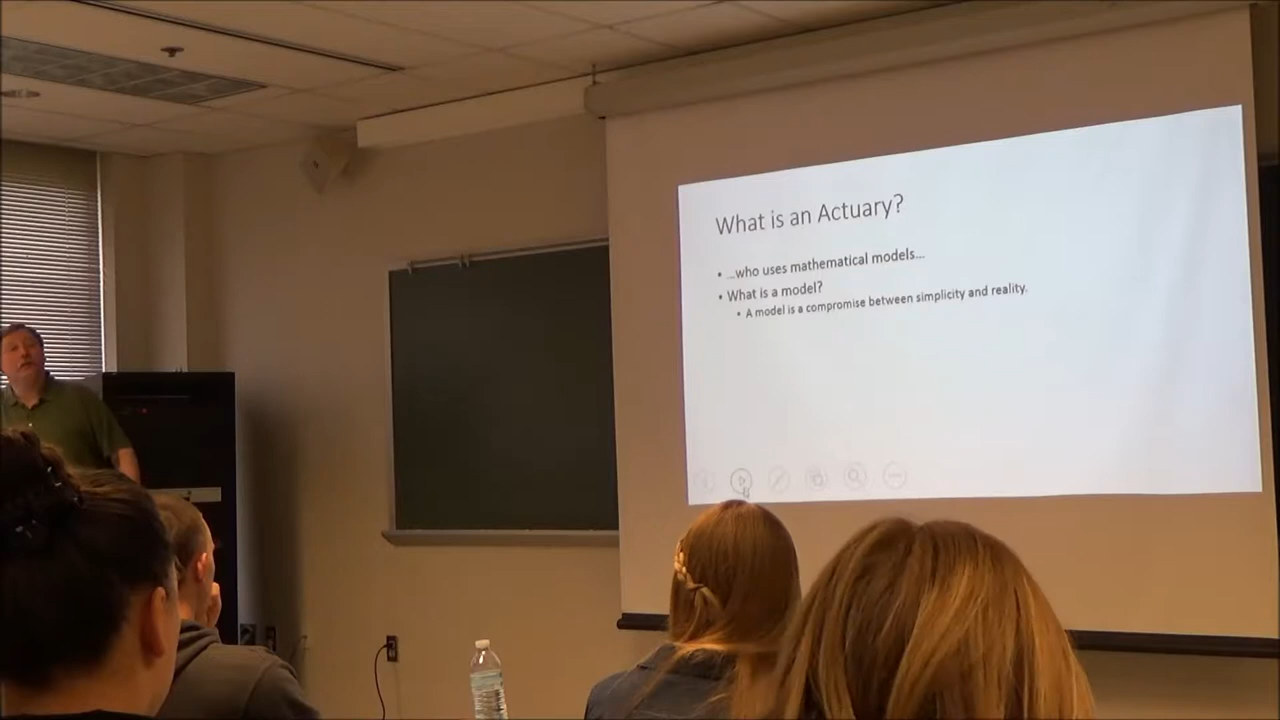 What is an Actuary?
• ...who uses mathematical models...
• What is a model?
• A model is a compromise between simplicity and reality.